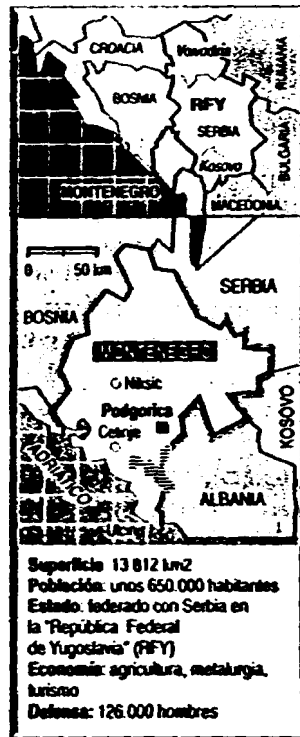 CROACIA
Vojvodina
RUMANIA
BOSNIA
RFY
SERBIA
BULGARIA
Kosovo
MONTENEGRO
MACEDONIA
0 50 km
SERBIA
BOSNIA
MONTENEGRO
Niksic
Podgorica
Cetinje
KOSOVO
ADRIATICO
Ulcinj
ALBANIA
Superficie 13 812 km2
Población: unos 650.000 habitantes
Estado: federado con Serbia en
la "República Federal
de Yugoslavia" (RFY)
Economía: agricultura, metalurgia,
turismo
Defensa: 126.000 hombres